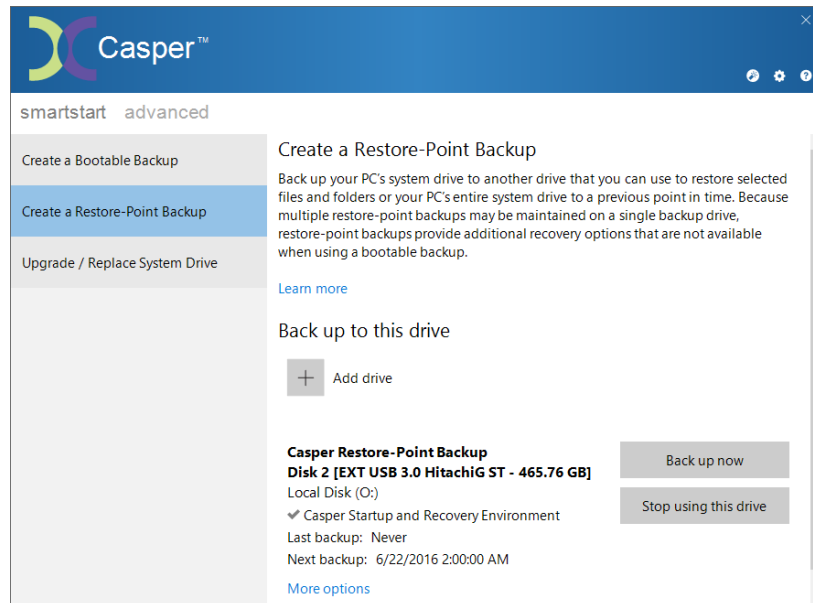 Casper™
smartstart advanced
Create a Bootable Backup
Create a Restore-Point Backup
Upgrade / Replace System Drive
Create a Restore-Point Backup
Back up your PC's system drive to another drive that you can use to restore selected
files and folders or your PC's entire system drive to a previous point in time. Because
multiple restore-point backups may be maintained on a single backup drive,
restore-point backups provide additional recovery options that are not available
when using a bootable backup.
Learn more
Back up to this drive
Add drive
Casper Restore-Point Backup
Disk 2 [EXT USB 3.0 HitachiG ST - 465.76 GB]
Local Disk (O:)
Casper Startup and Recovery Environment
Last backup: Never
Next backup: 6/22/2016 2:00:00 AM
More options
Back up now
Stop using this drive